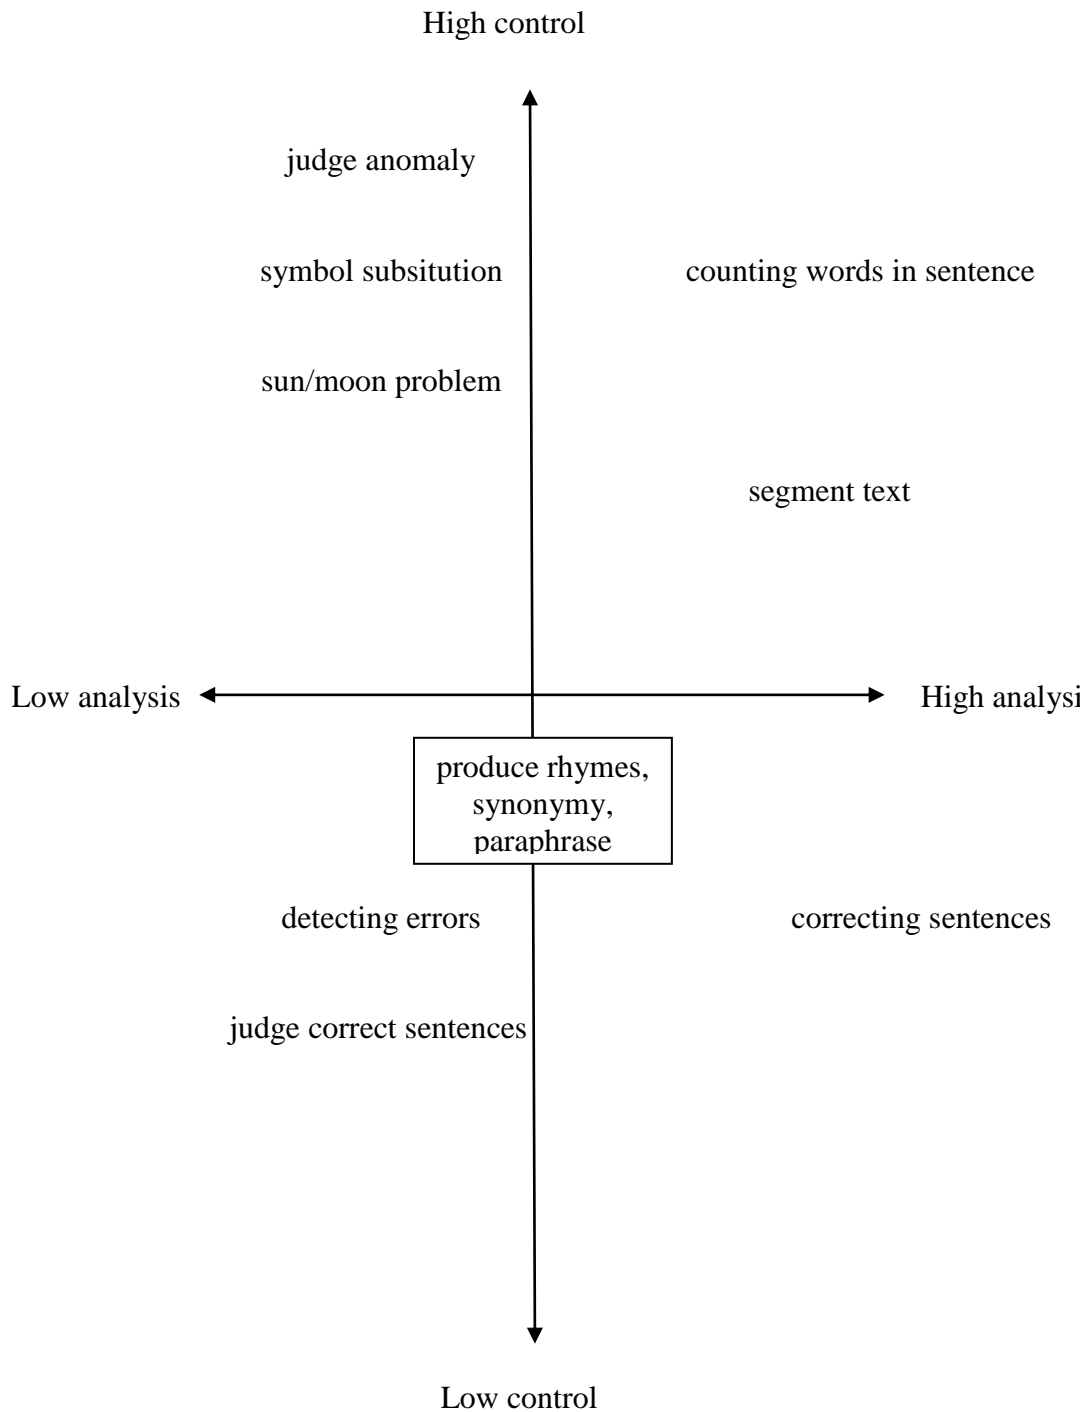 High control
judge anomaly
symbol subsitution
counting words in sentence
sun/moon problem
segment text
Low analysis
High analysi
produce rhymes,
synonymy,
paraphrase
detecting errors
correcting sentences
judge correct sentences
Low control